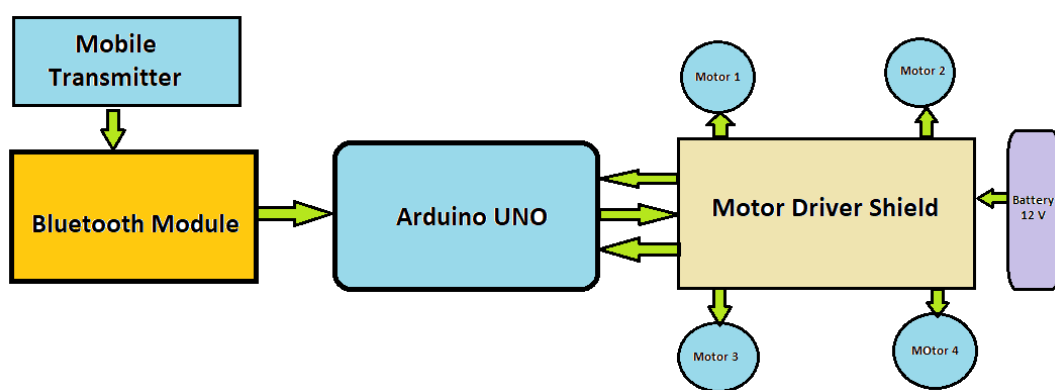 Mobile
Transmitter
Motor 1
Motor 2
Bluetooth Module
Arduino UNO
Motor Driver Shield
Battery
12 V
Motor 3
MOtor 4